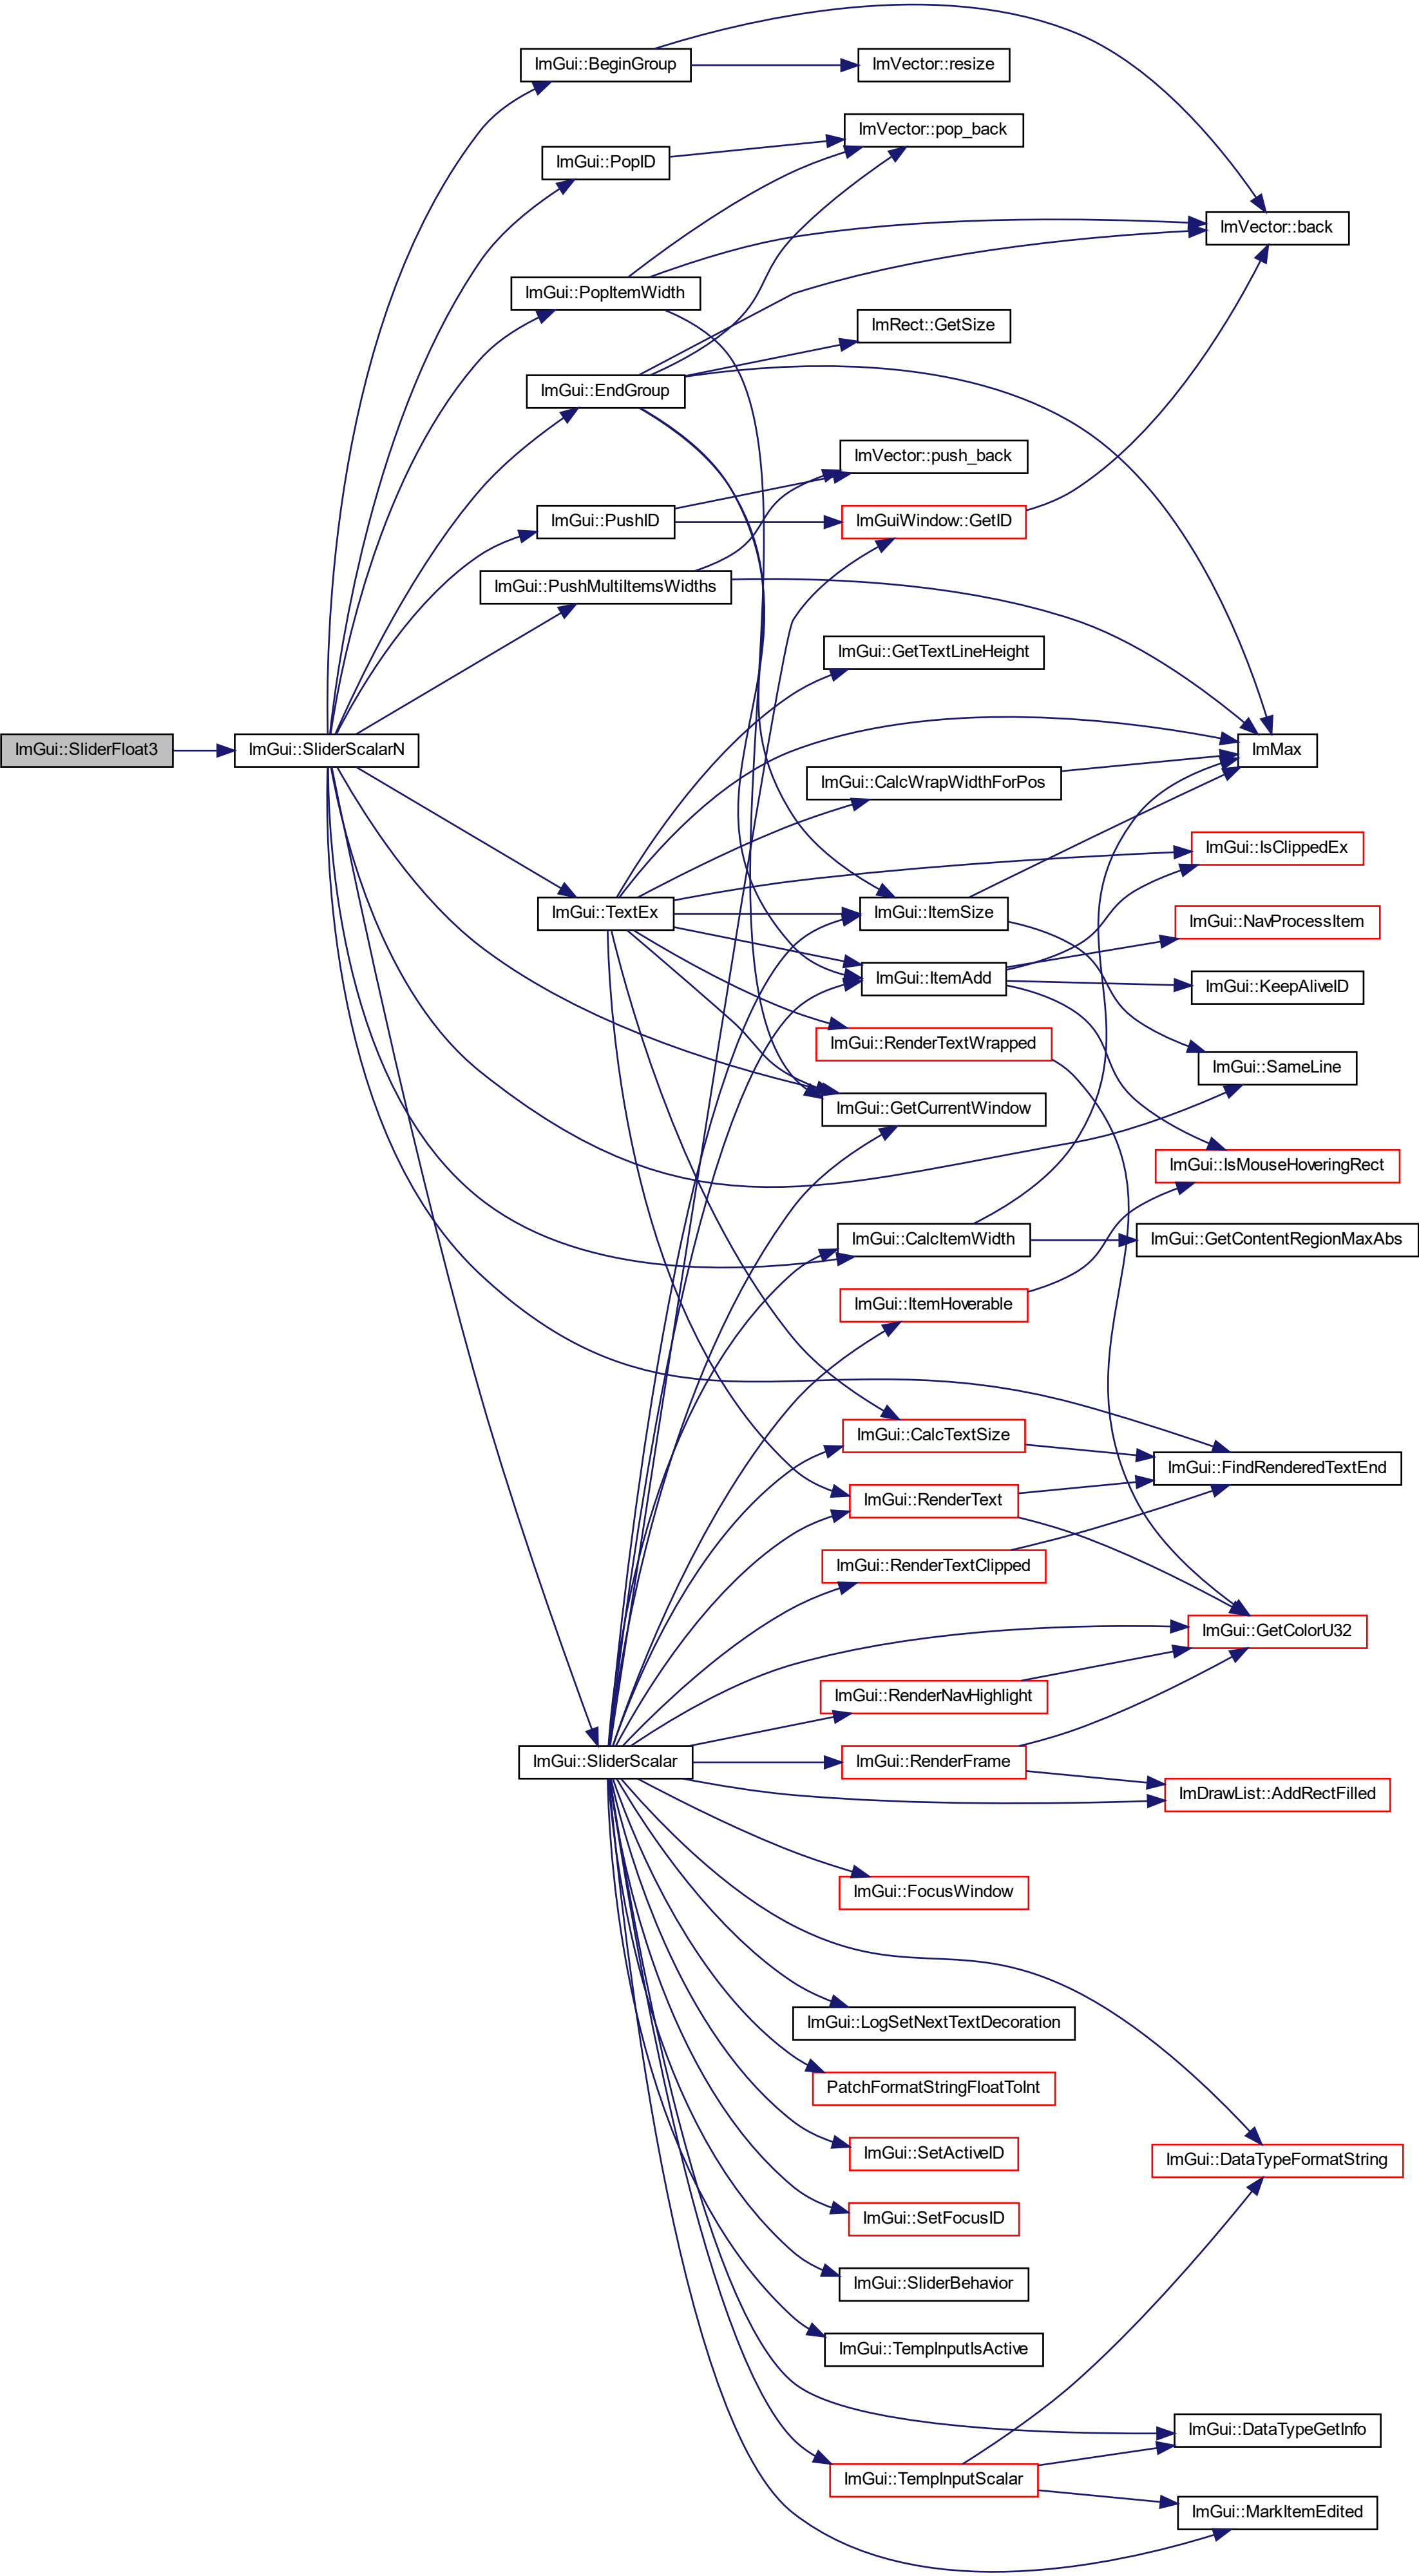 ImGui::BeginGroup
ImVector::resize
ImVector::pop_back
ImGui::PopID
ImVector::back
ImGui::PopItemWidth
ImRect::GetSize
ImGui::EndGroup
ImVector::push_back
ImGui::PushID
ImGuiWindow::GetID
ImGui::PushMultiItemsWidths
ImGui::GetTextLineHeight
ImGui::SliderFloat3
ImGui::SliderScalarN
ImMax
ImGui::CalcWrapWidthForPos
ImGui::IsClippedEx
ImGui::TextEx
ImGui::ItemSize
ImGui::NavProcessItem
ImGui::ItemAdd
ImGui::KeepAliveID
ImGui::RenderTextWrapped
ImGui::SameLine
ImGui::GetCurrentWindow
ImGui::IsMouseHoveringRect
ImGui::CalcItemWidth
ImGui::GetContentRegionMaxAbs
ImGui::ItemHoverable
ImGui::CalcTextSize
ImGui::FindRenderedTextEnd
ImGui::RenderText
ImGui::RenderTextClipped
ImGui::GetColorU32
ImGui::RenderNavHighlight
ImGui::SliderScalar
ImGui::RenderFrame
ImDrawList::AddRectFilled
ImGui::FocusWindow
ImGui::LogSetNextTextDecoration
PatchFormatStringFloatToInt
ImGui::SetActiveID
ImGui::DataTypeFormatString
ImGui::SetFocusID
ImGui::SliderBehavior
ImGui::TempInputIsActive
ImGui::DataTypeGetInfo
ImGui::TempInputScalar
ImGui::MarkItemEdited